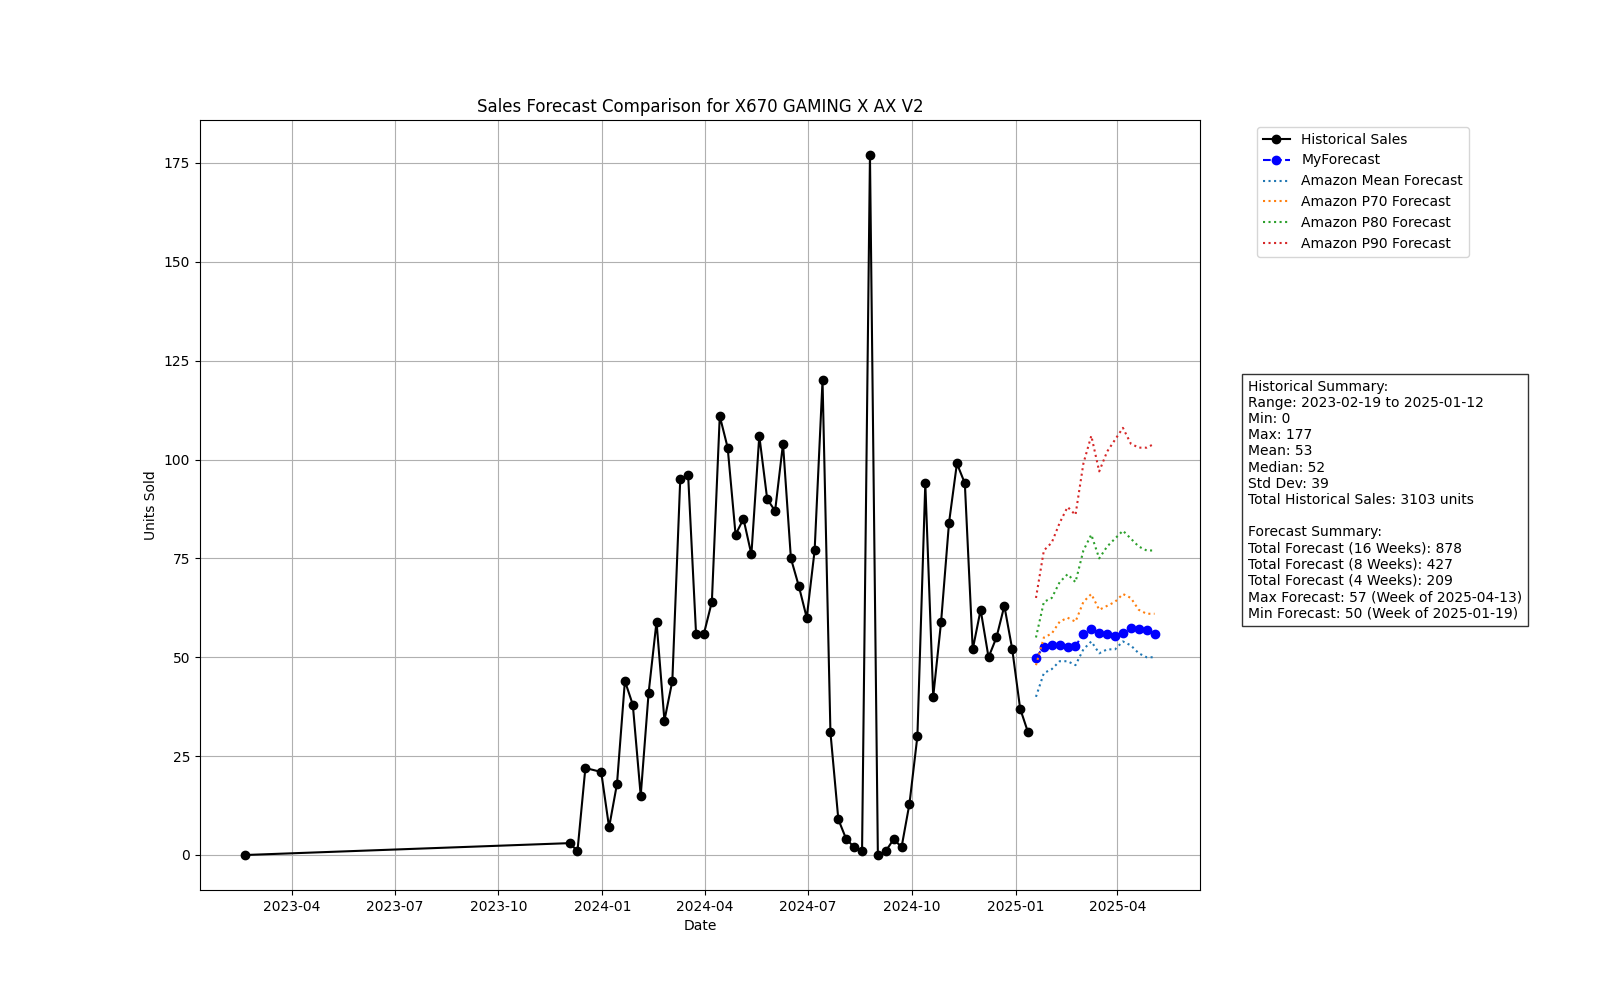 Sales Forecast Comparison for X670 GAMING X AX V2
175
150
125
100
75
50
25
0
Units Sold
2023-04
2023-07
2023-10
2024-01
2024-04
2024-07
2024-10
2025-01
2025-04
Date
Historical Sales
MyForecast
Amazon Mean Forecast
Amazon P70 Forecast
Amazon P80 Forecast
Amazon P90 Forecast
Historical Summary:
Range: 2023-02-19 to 2025-01-12
Min: 0
Max: 177
Mean: 53
Median: 52
Std Dev: 39
Total Historical Sales: 3103 units
Forecast Summary:
Total Forecast (16 Weeks): 878
Total Forecast (8 Weeks): 427
Total Forecast (4 Weeks): 209
Max Forecast: 57 (Week of 2025-04-13)
Min Forecast: 50 (Week of 2025-01-19)